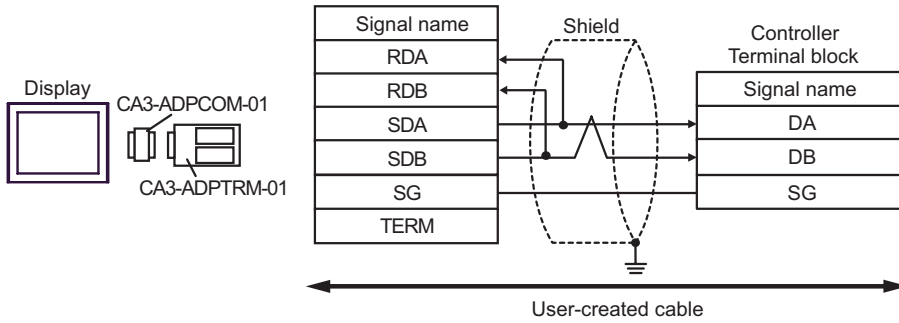 Display
CA3-ADPCOM-01
CA3-ADPTRM-01
Signal name
RDA
RDB
SDA
SDB
SG
TERM
Shield
Controller
Terminal block
Signal name
DA
DB
SG
User-created cable